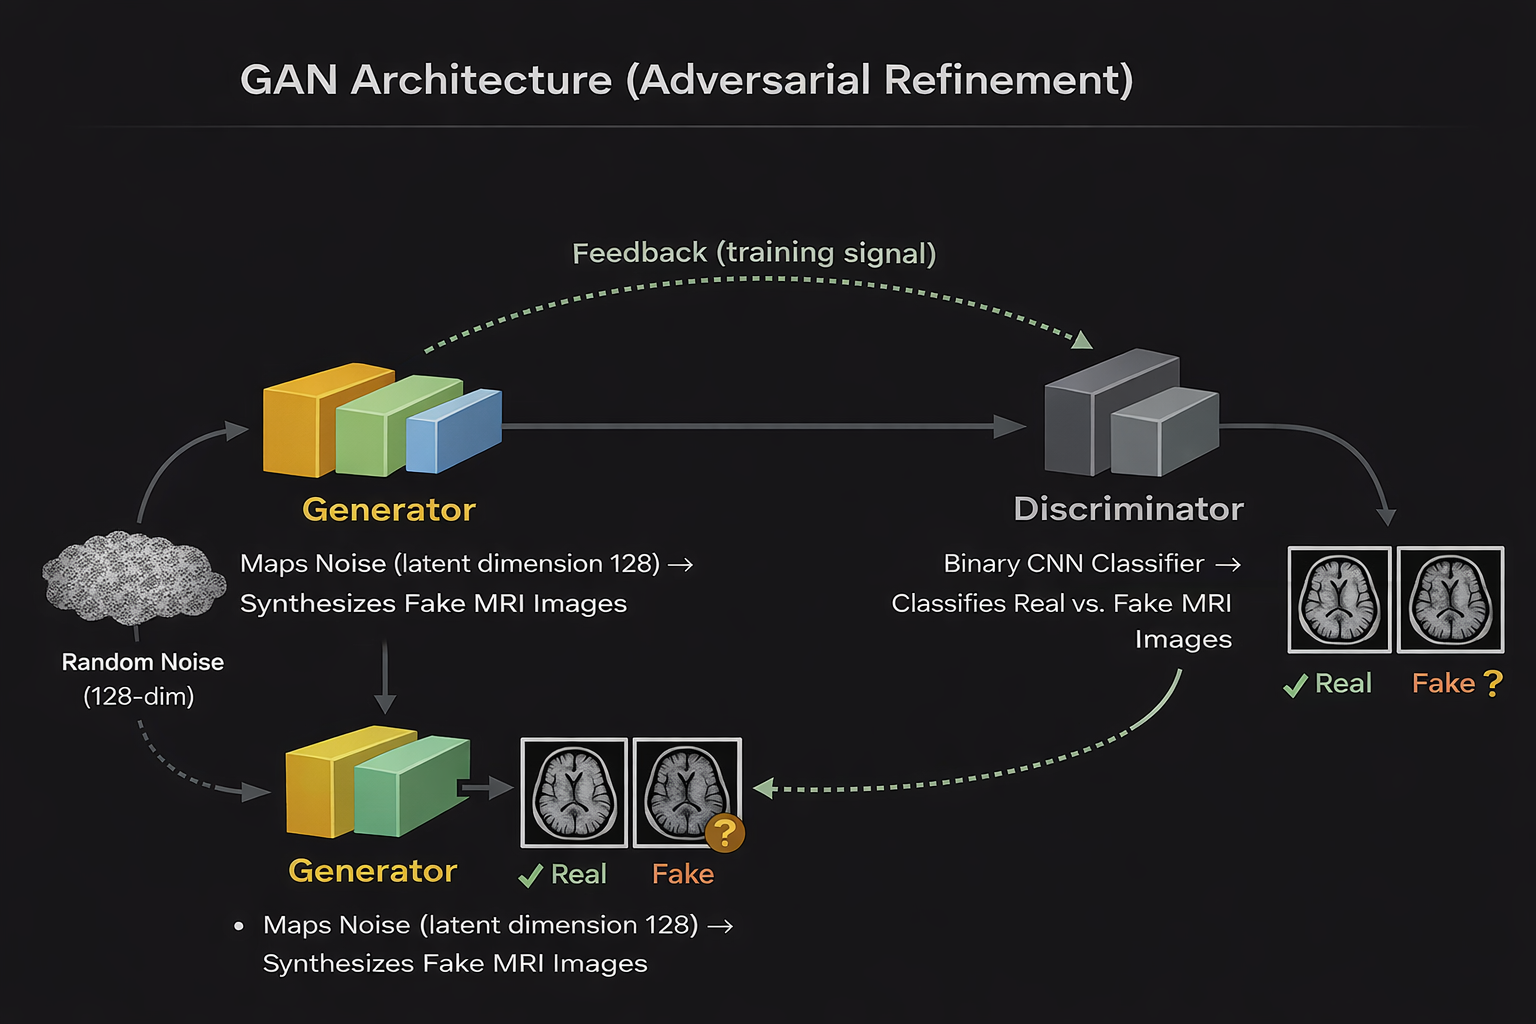 GAN Architecture (Adversarial Refinement)
Feedback (training signal)
Generator
Maps Noise (latent dimension 128) →
Synthesizes Fake MRI Images
Discriminator
Binary CNN Classifier →
Classifies Real vs. Fake MRI
Images
✓ Real
Fake ?
Random Noise
(128-dim)
?
Generator
✓ Real
Fake
• Maps Noise (latent dimension 128) →
Synthesizes Fake MRI Images